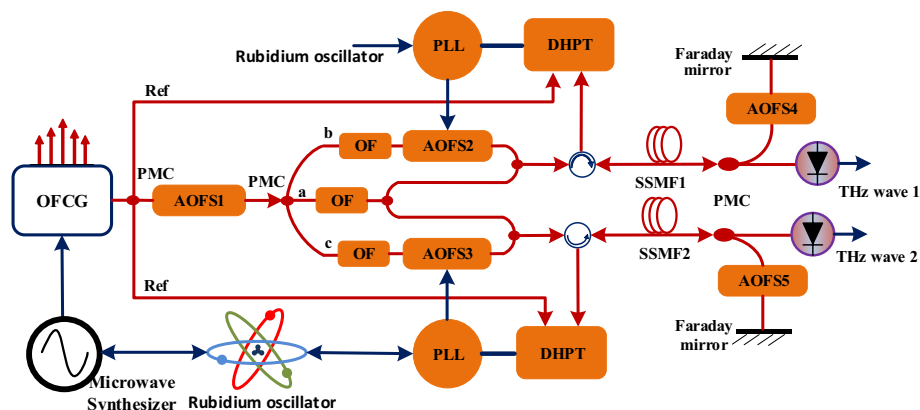 PLL
DHPT
Rubidium oscillator
Faraday
mirror
Ref
AOFS4
b
OF
AOFS2
PMC
OFCG
AOFS1
PMC
a
OF
SSMF1
PMC
THz wave 1
c
OF
AOFS3
SSMF2
THz wave 2
AOFS5
Ref
Faraday
mirror
PLL
DHPT
Microwave
Synthesizer
Rubidium oscillator